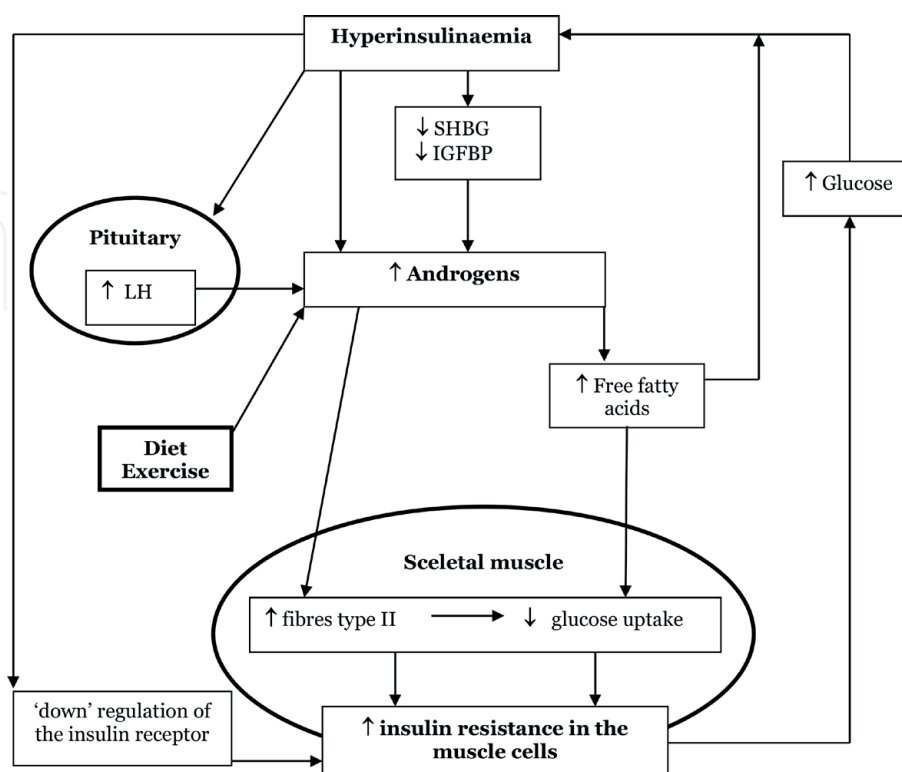 Hyperinsulinaemia
↓ SHBG
↓ IGFBP
↑ Glucose
Pituitary
↑ LH
↑ Androgens
↑ Free fatty
acids
Diet
Exercise
Sceletal muscle
↑ fibres type II ⟶ ↓ glucose uptake
‘down’ regulation of
the insulin receptor
↑ insulin resistance in the
muscle cells